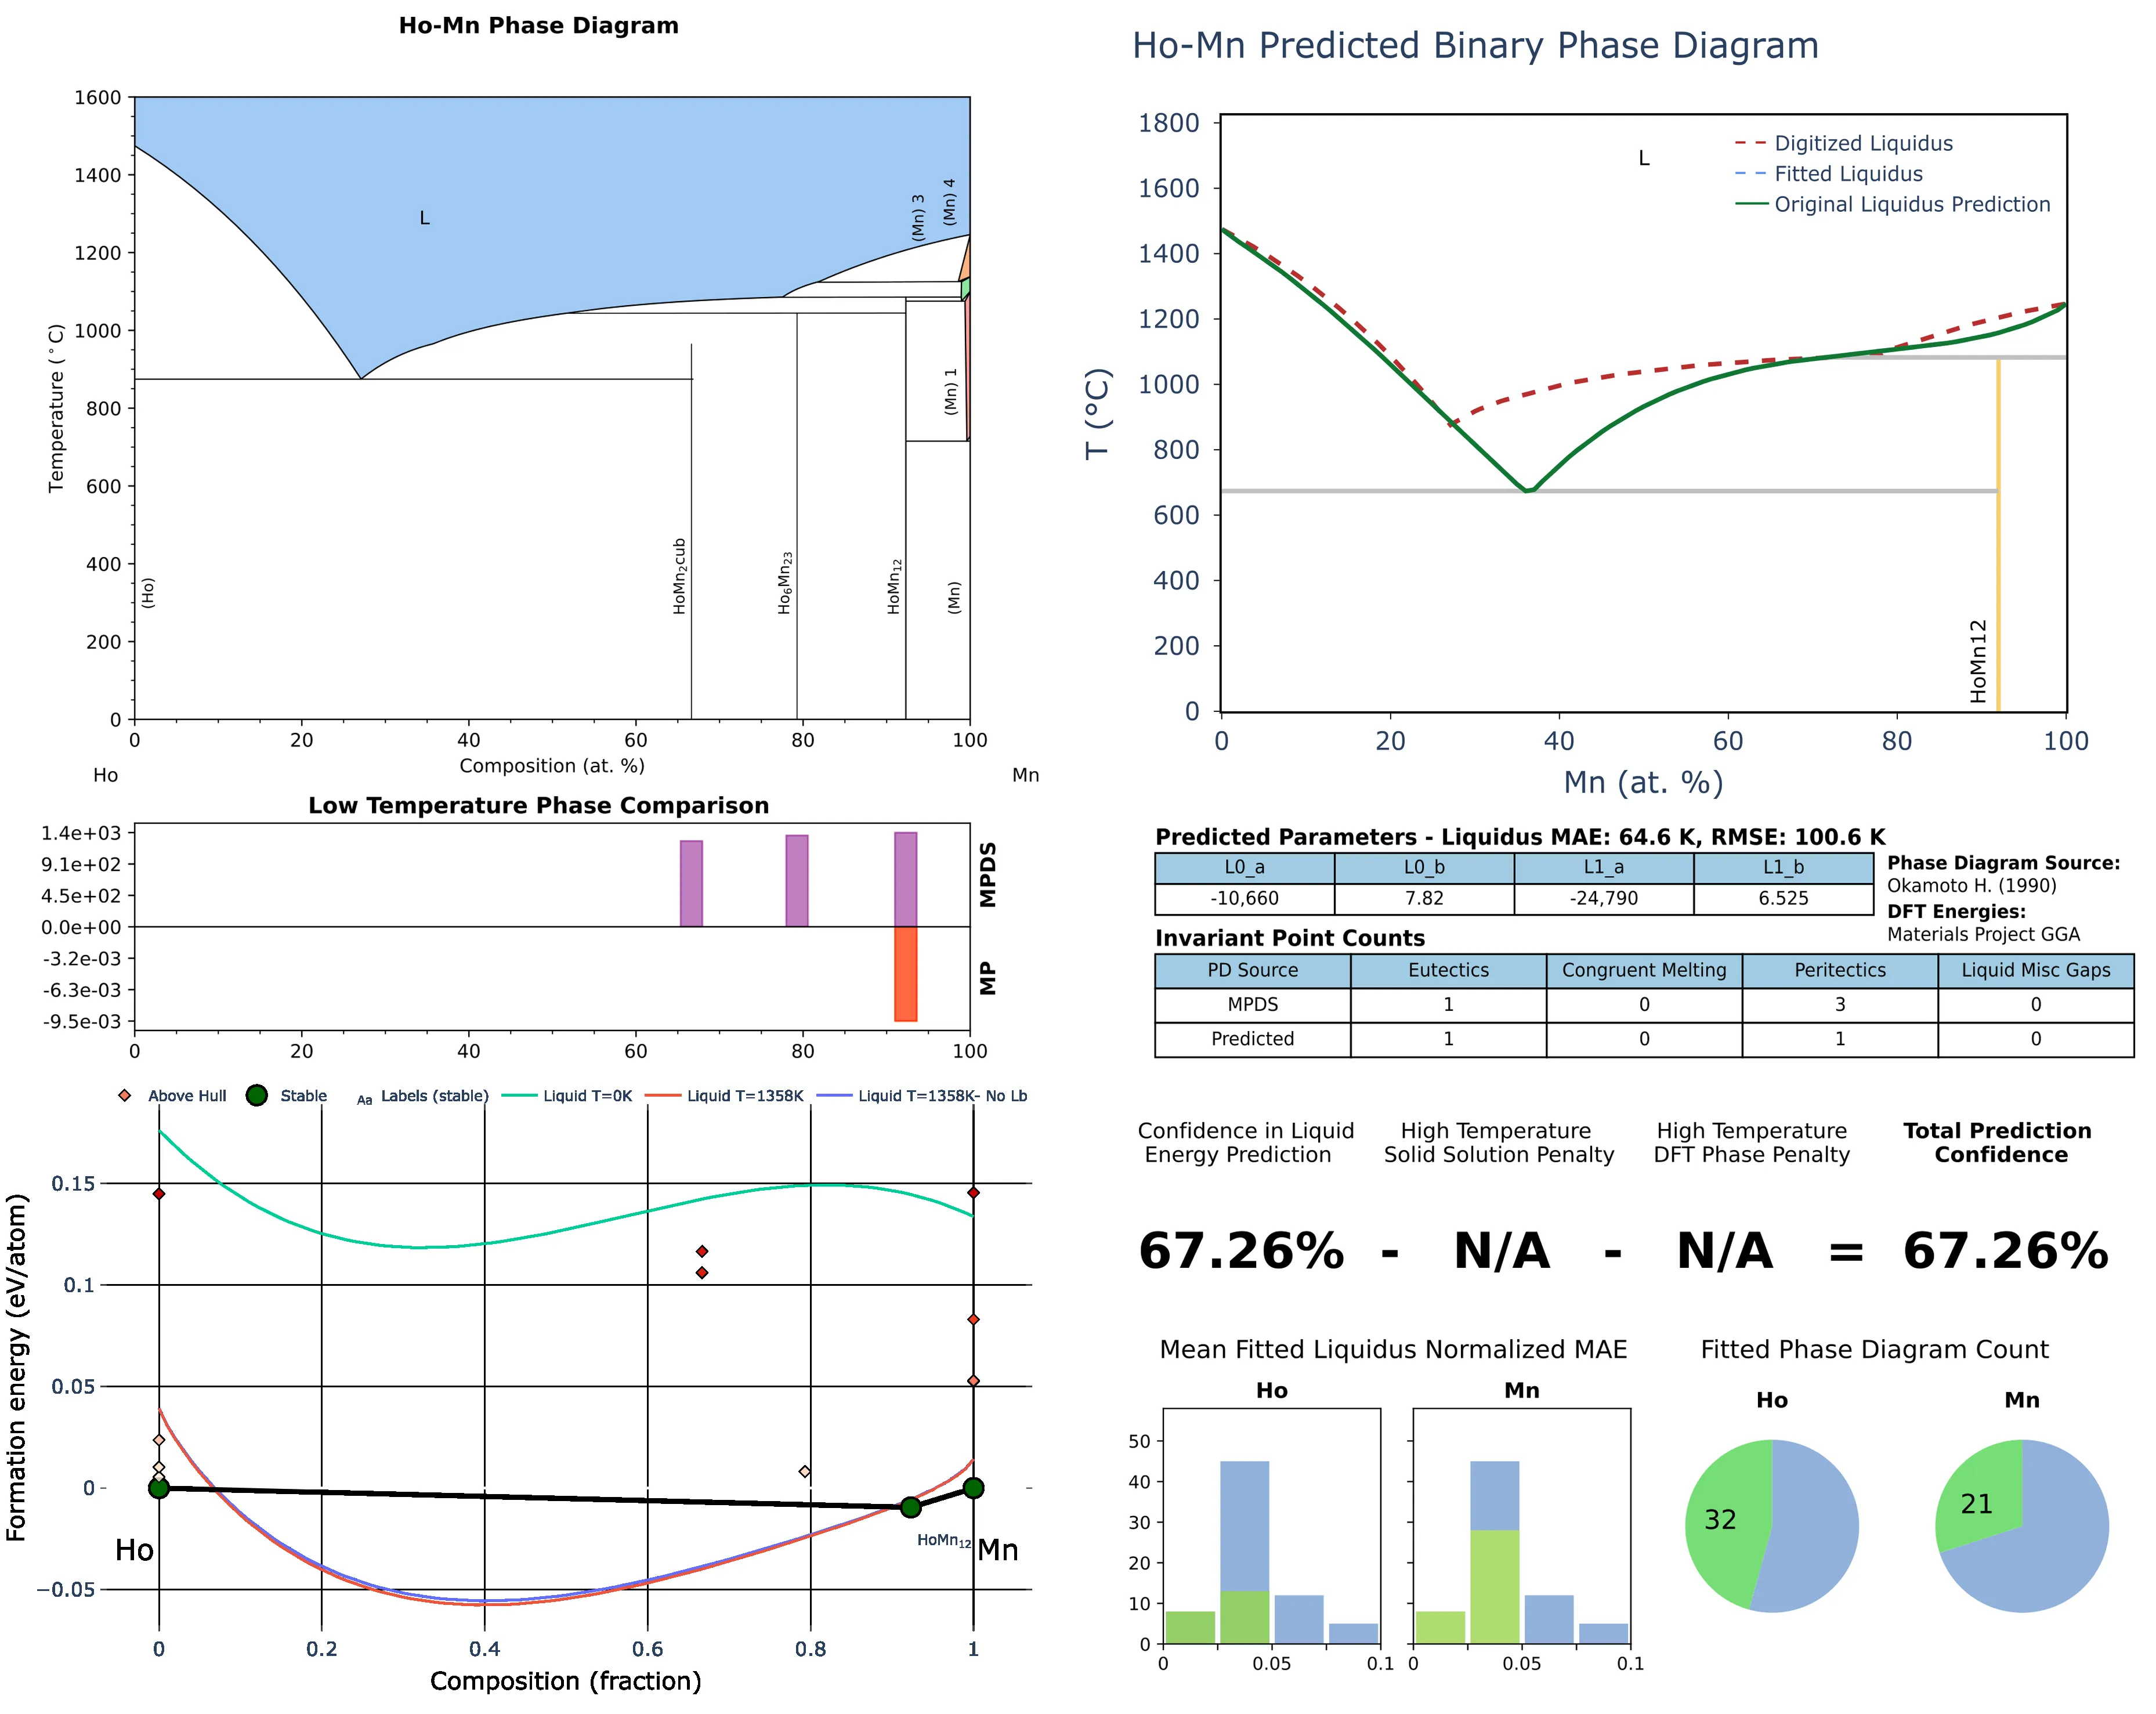 Ho-Mn Phase Diagram
1600
1400
1200
1000
800
600
400
200
0
Temperature (°C)
L
(Mn) 3
(Mn) 4
(Mn) 1
(Ho)
HoMn2cub
Ho6Mn23
HoMn12
(Mn)
0 20 40 60 80 100
Composition (at. %)
Ho Mn
Low Temperature Phase Comparison
1.4e+03
9.1e+02
4.5e+02
0.0e+00
-3.2e-03
-6.3e-03
-9.5e-03
MPDS
MP
0 20 40 60 80 100
Above Hull Stable Aa Labels (stable) Liquid T=0K Liquid T=1358K Liquid T=1358K- No Lb
0.15
0.1
0.05
0
−0.05
Formation energy (eV/atom)
Ho
HoMn12
Mn
0 0.2 0.4 0.6 0.8 1
Composition (fraction)
Ho-Mn Predicted Binary Phase Diagram
1800
1600
1400
1200
1000
800
600
400
200
0
T (°C)
L
Digitized Liquidus
Fitted Liquidus
Original Liquidus Prediction
HoMn12
0 20 40 60 80 100
Mn (at. %)
Predicted Parameters - Liquidus MAE: 64.6 K, RMSE: 100.6 K
L0_a L0_b L1_a L1_b
-10,660 7.82 -24,790 6.525
Phase Diagram Source:
Okamoto H. (1990)
DFT Energies:
Materials Project GGA
Invariant Point Counts
PD Source Eutectics Congruent Melting Peritectics Liquid Misc Gaps
MPDS 1 0 3 0
Predicted 1 0 1 0
Confidence in Liquid
Energy Prediction
High Temperature
Solid Solution Penalty
High Temperature
DFT Phase Penalty
Total Prediction
Confidence
67.26% - N/A - N/A = 67.26%
Mean Fitted Liquidus Normalized MAE
Ho Mn
50
40
30
20
10
0
0 0.05 0.1
0 0.05 0.1
Fitted Phase Diagram Count
Ho Mn
32
21